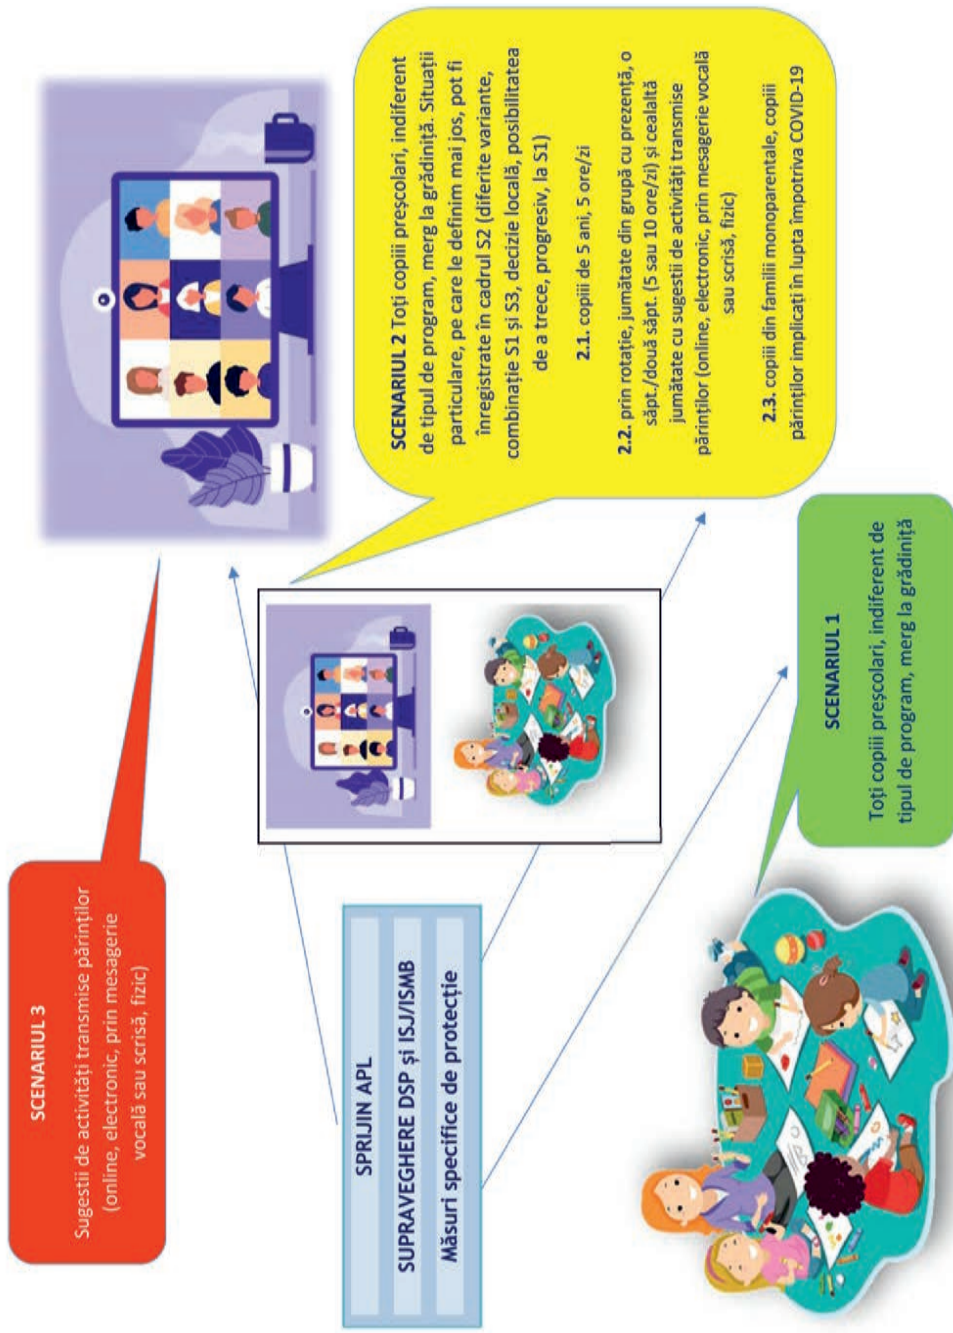 SCENARIUL 3
Sugestii de activități transmise părinților
(online, electronic, prin mesagerie
vocală sau scrisă, fizic)
SPRIJIN APL
SUPRAVEGHERE DSP și ISJ/ISMB
Măsuri specifice de protecție
SCENARIUL 2 Toți copiii preșcolari, indiferent
de tipul de program, merg la grădiniță. Situații
particulare, pe care le definim mai jos, pot fi
înregistrate în cadrul S2 (diferite variante,
combinație S1 și S3, decizie locală, posibilitatea
de a trece, progresiv, la S1)
2.1. copiii de 5 ani, 5 ore/zi
2.2. prin rotație, jumătate din grupă cu prezență, o
săpt./două săpt. (5 sau 10 ore/zi) și cealaltă
jumătate cu sugestii de activități transmise
părinților (online, electronic, prin mesagerie vocală
sau scrisă, fizic)
2.3. copiii din familii monoparentale, copiii
părinților implicați în lupta împotriva COVID-19
SCENARIUL 1
Toți copiii preșcolari, indiferent de
tipul de program, merg la grădiniță